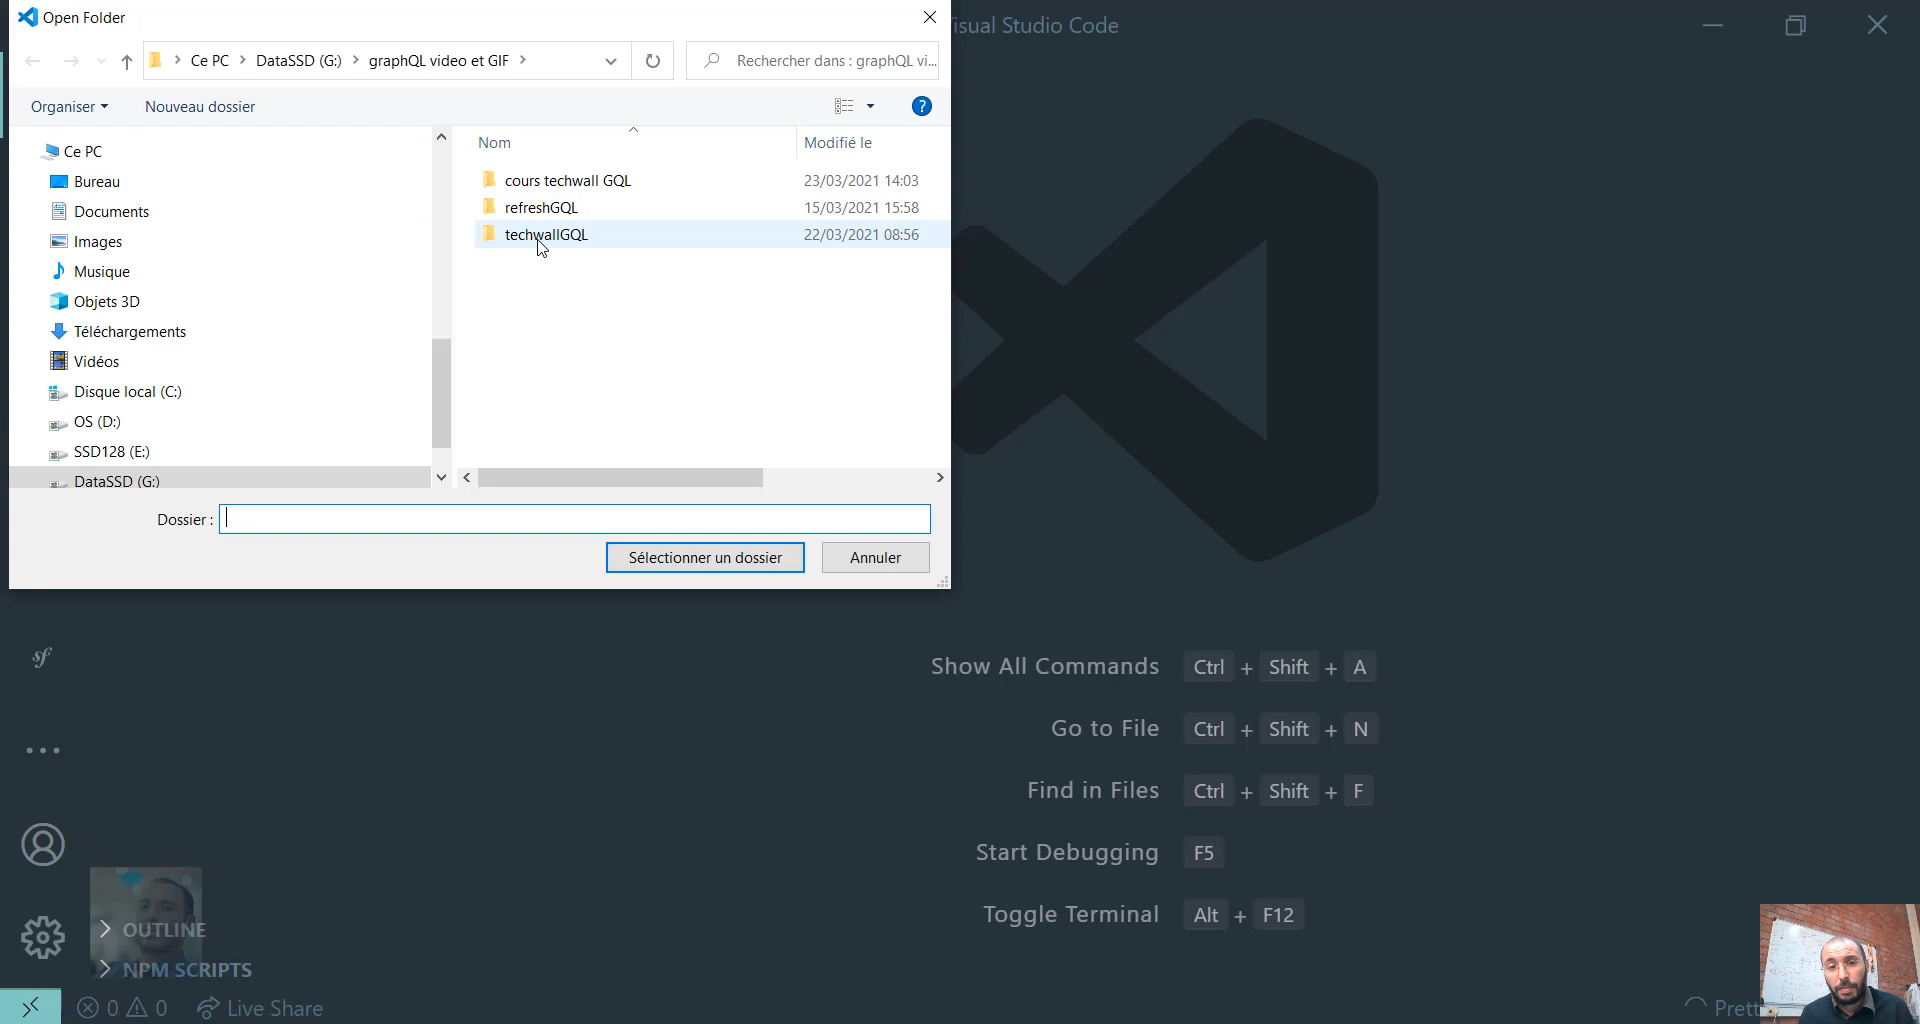 Open Folder
isual Studio Code
Ce PC > DataSSD (G:) > graphQL video et GIF >
Rechercher dans : graphQL vi...
Organiser
Nouveau dossier
?
Ce PC
Bureau
Documents
Images
Musique
Objets 3D
Téléchargements
Vidéos
Disque local (C:)
OS (D:)
SSD128 (E:)
DataSSD (G:)
Nom
Modifié le
cours techwall GQL
23/03/2021 14:03
refreshGQL
15/03/2021 15:58
techwallGQL
22/03/2021 08:56
Dossier :
Sélectionner un dossier
Annuler
sf
Show All Commands Ctrl + Shift + A
Go to File Ctrl + Shift + N
Find in Files Ctrl + Shift + F
Start Debugging F5
Toggle Terminal Alt + F12
OUTLINE
NPM SCRIPTS
0
0
Live Share
Prett